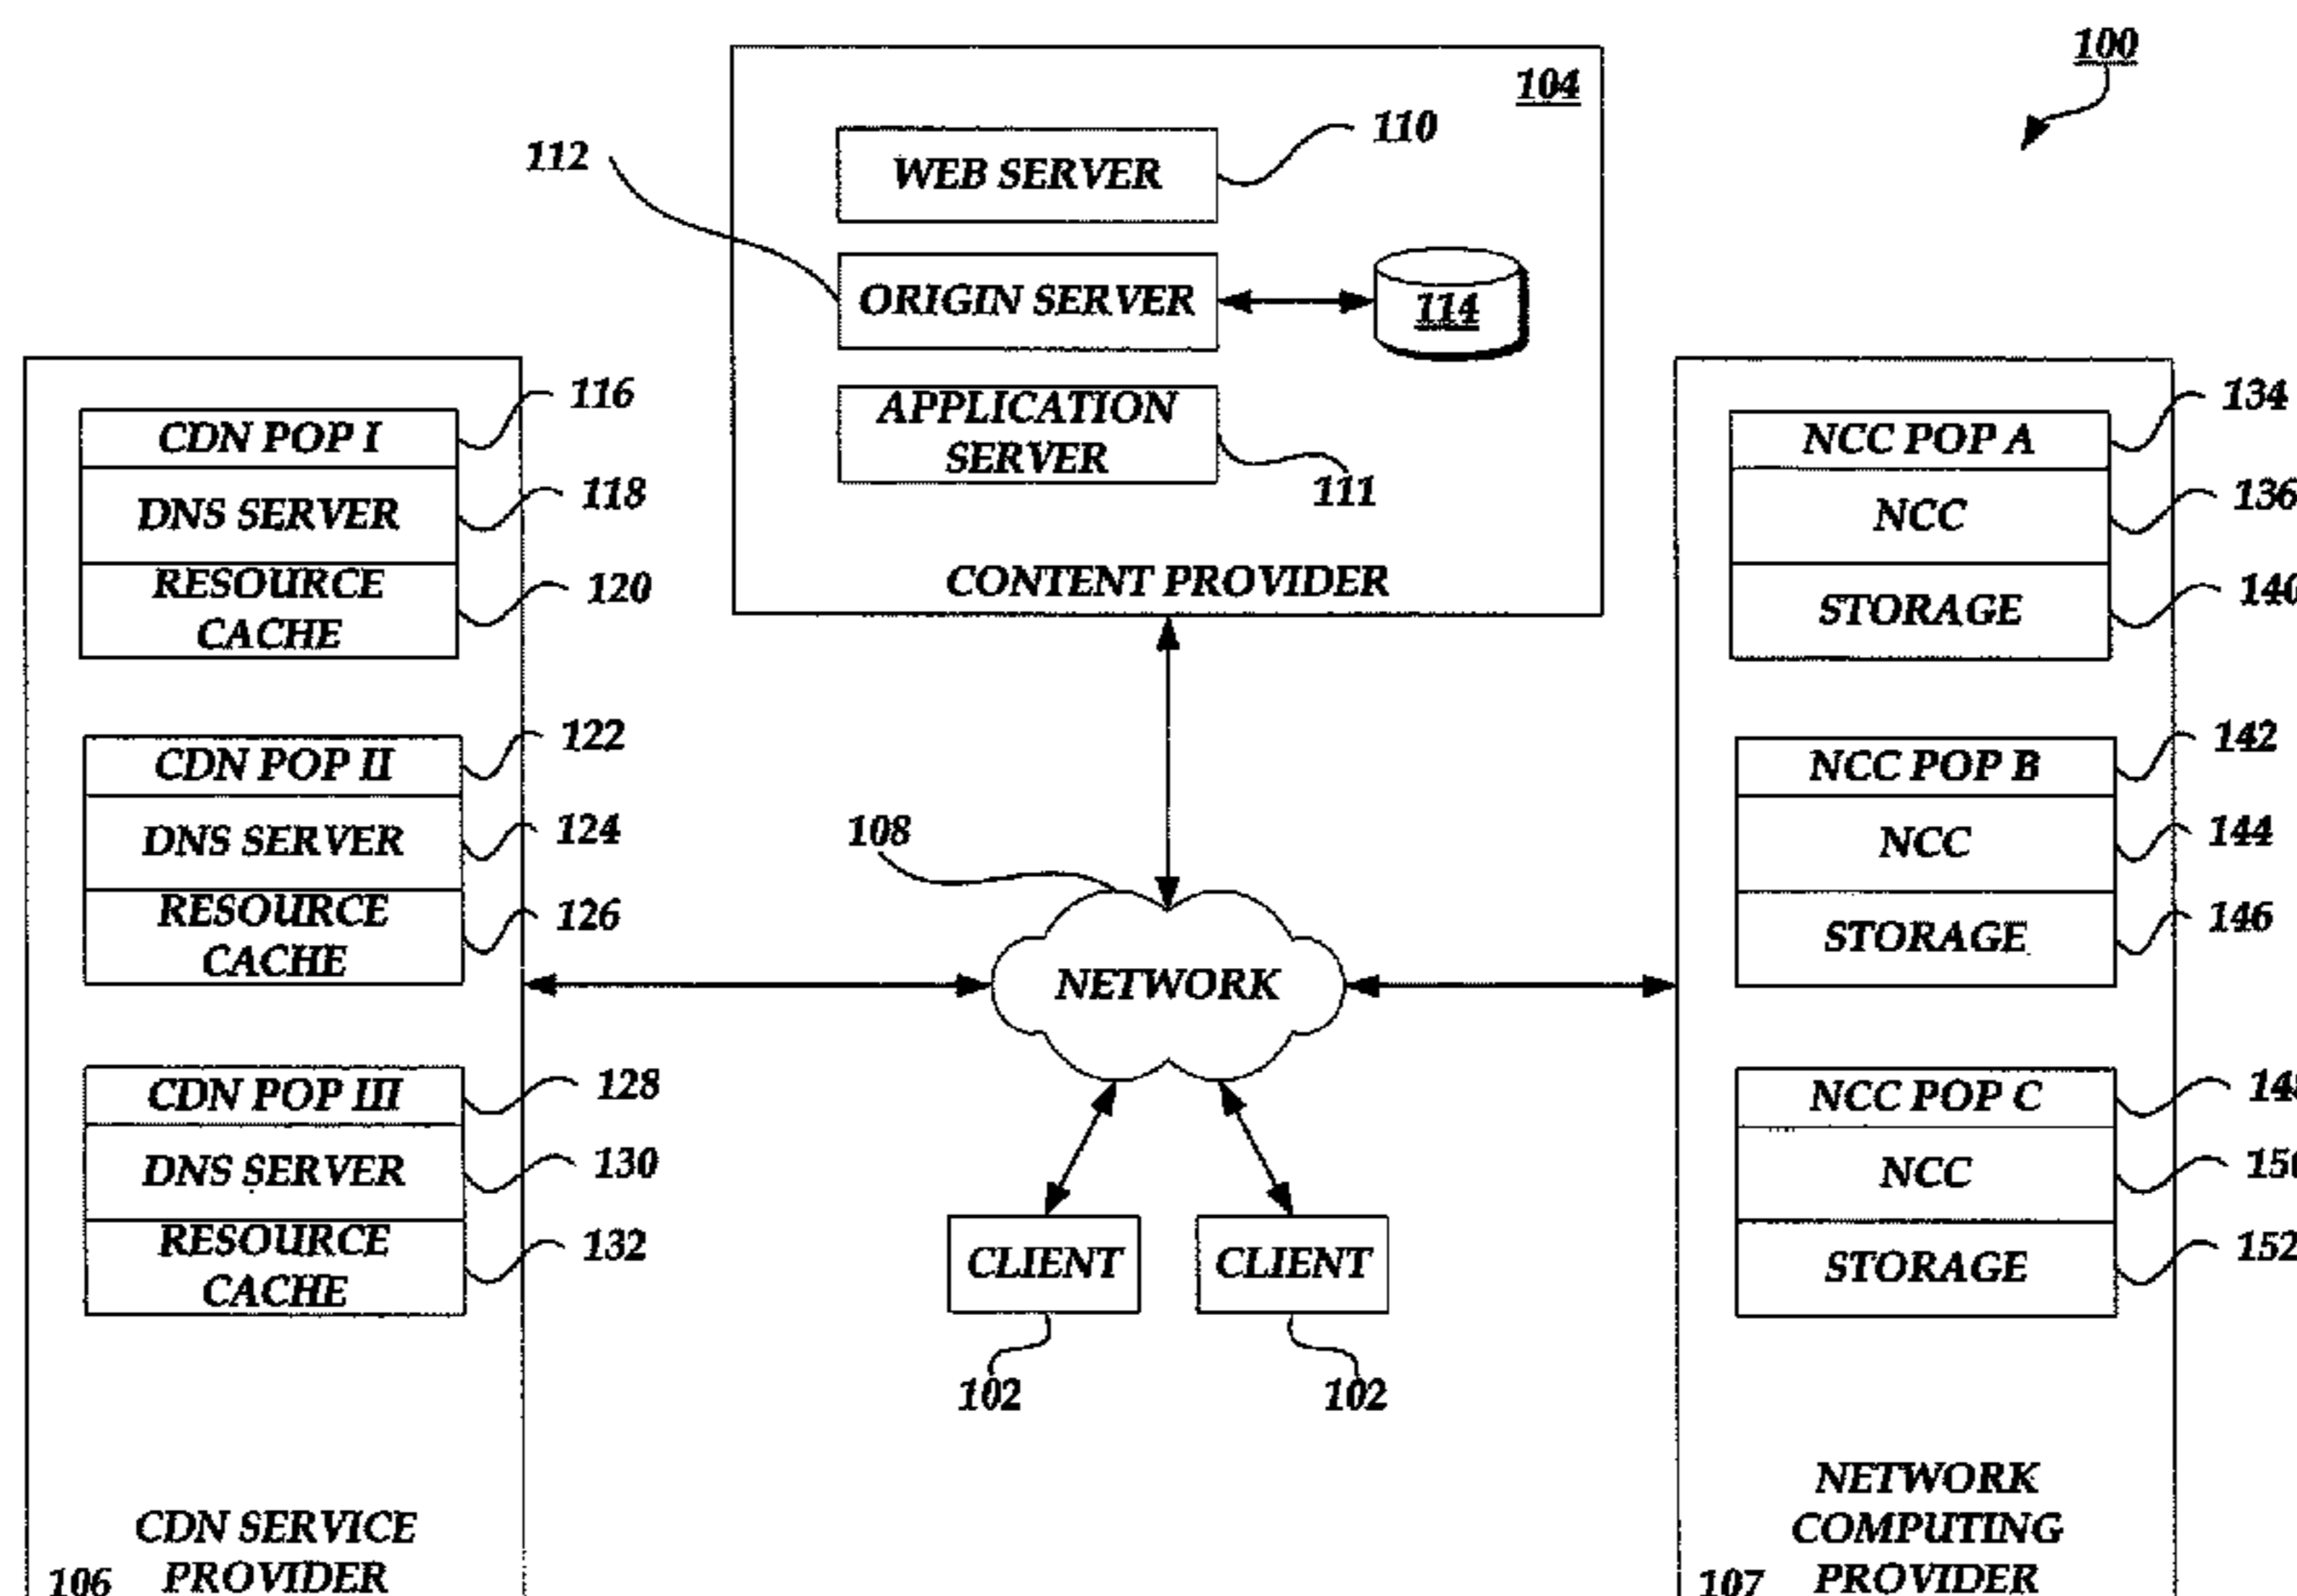 100
104
WEB SERVER
110
112
ORIGIN SERVER
114
APPLICATION
SERVER
111
CONTENT PROVIDER
CDN POP I
116
DNS SERVER
118
RESOURCE
CACHE
120
CDN POP II
122
DNS SERVER
124
RESOURCE
CACHE
126
CDN POP III
128
DNS SERVER
130
RESOURCE
CACHE
132
CDN SERVICE
PROVIDER
106
108
NETWORK
CLIENT
CLIENT
102
102
NCC POP A
134
NCC
136
STORAGE
140
NCC POP B
142
NCC
144
STORAGE
146
NCC POP C
NCC
STORAGE
152
NETWORK
COMPUTING
PROVIDER
107